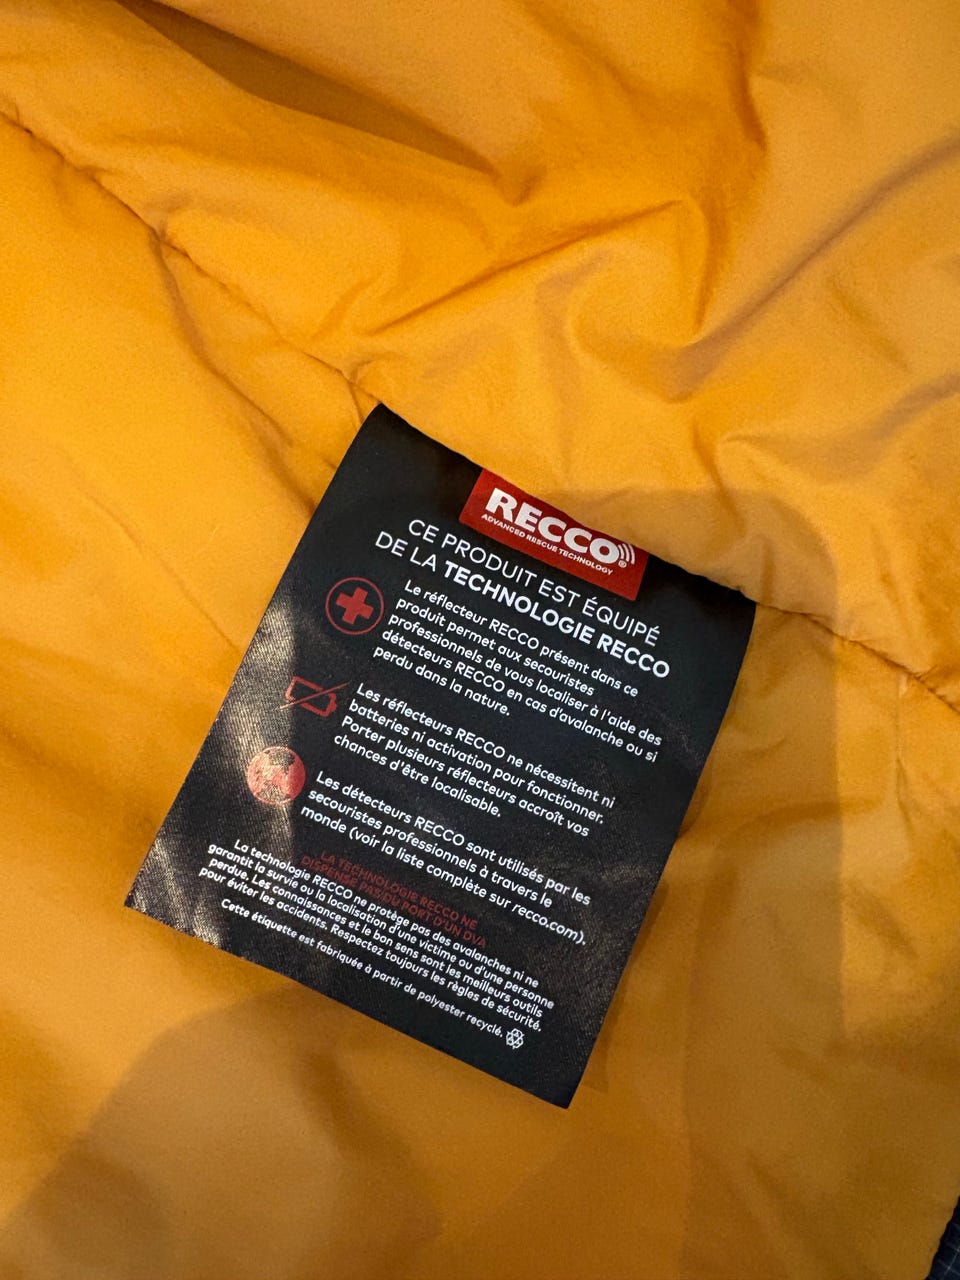 RECCO
ADVANCED RESCUE TECHNOLOGY
®
CE PRODUIT EST ÉQUIPÉ
DE LA TECHNOLOGIE RECCO
Le réflecteur RECCO présent dans ce
produit permet aux secouristes
professionnels de vous localiser à l'aide des
détecteurs RECCO en cas d'avalanche ou si
perdu dans la nature.
Les réflecteurs RECCO ne nécessitent ni
batteries ni activation pour fonctionner.
Porter plusieurs réflecteurs accroît vos
chances d'être localisable.
Les détecteurs RECCO sont utilisés par les
secouristes professionnels à travers le
monde (voir la liste complète sur recco.com).
LA TECHNOLOGIE RECCO NE
DISPENSE PAS DU PORT D'UN DVA
La technologie RECCO ne protège pas des avalanches ni ne
garantit la survie ou la localisation d'une victime ou d'une personne
perdue. Les connaissances et le bon sens sont les meilleurs outils
pour éviter les accidents. Respectez toujours les règles de sécurité.
Cette étiquette est fabriquée à partir de polyester recyclé.